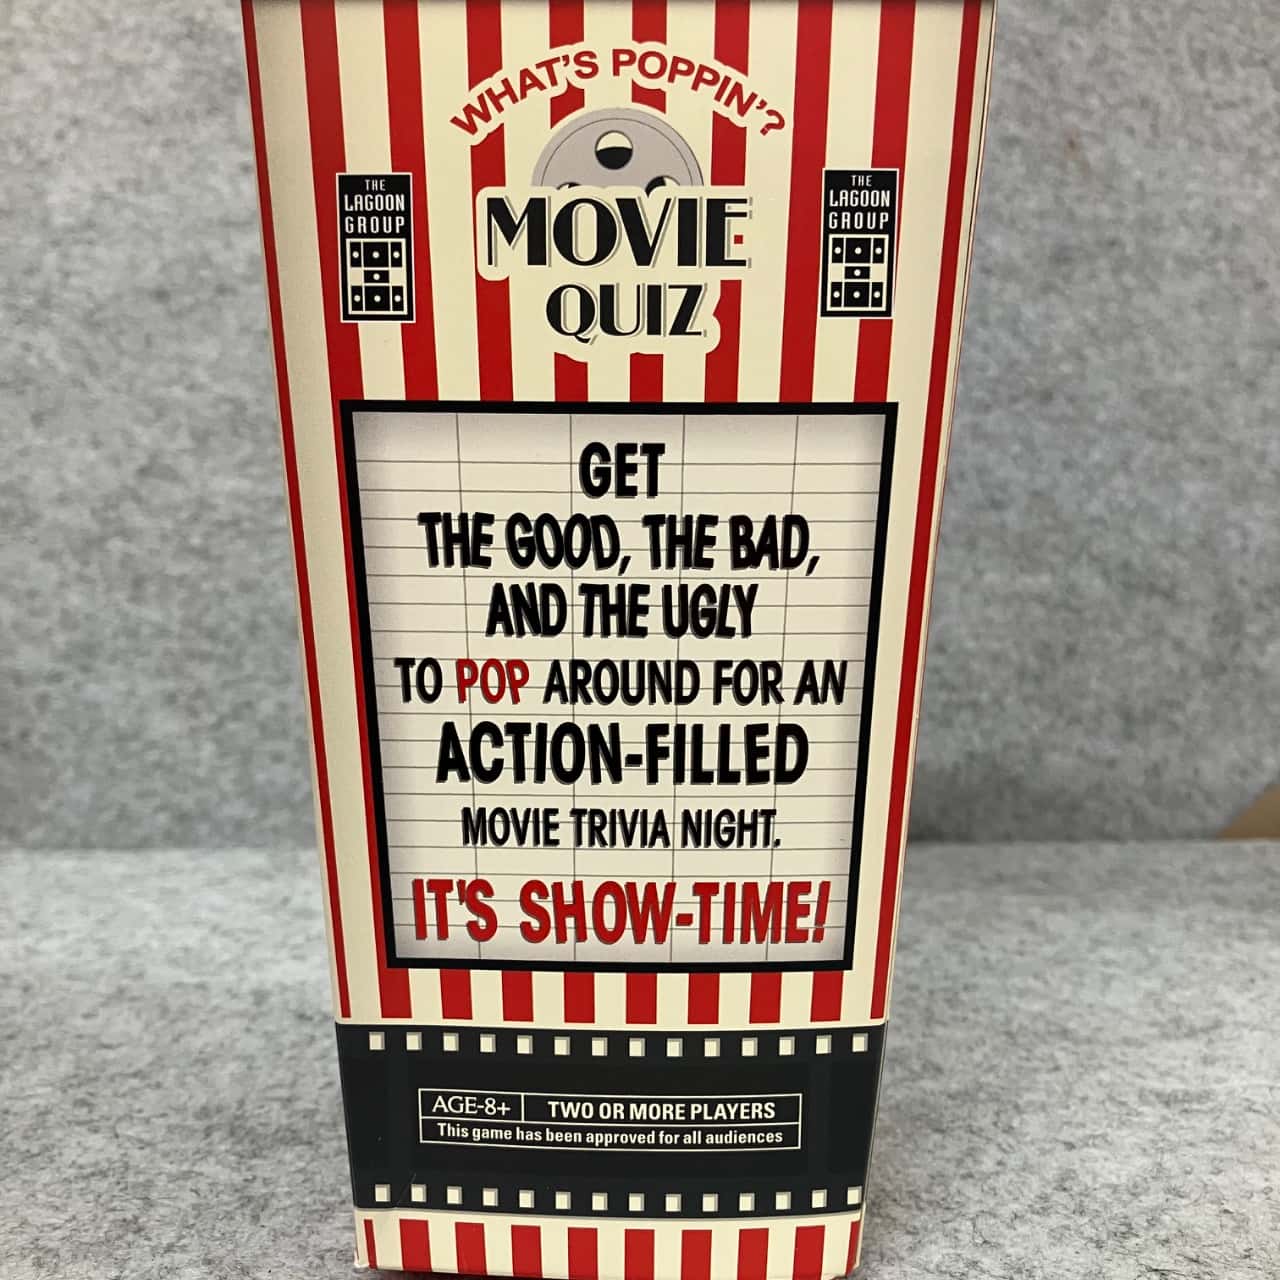 WHAT'S POPPIN'?
MOVIE
QUIZ
THE
LAGOON
GROUP
THE
LAGOON
GROUP
GET
THE GOOD, THE BAD,
AND THE UGLY
TO POP AROUND FOR AN
ACTION-FILLED
MOVIE TRIVIA NIGHT.
IT'S SHOW-TIME!
AGE-8+ TWO OR MORE PLAYERS
This game has been approved for all audiences